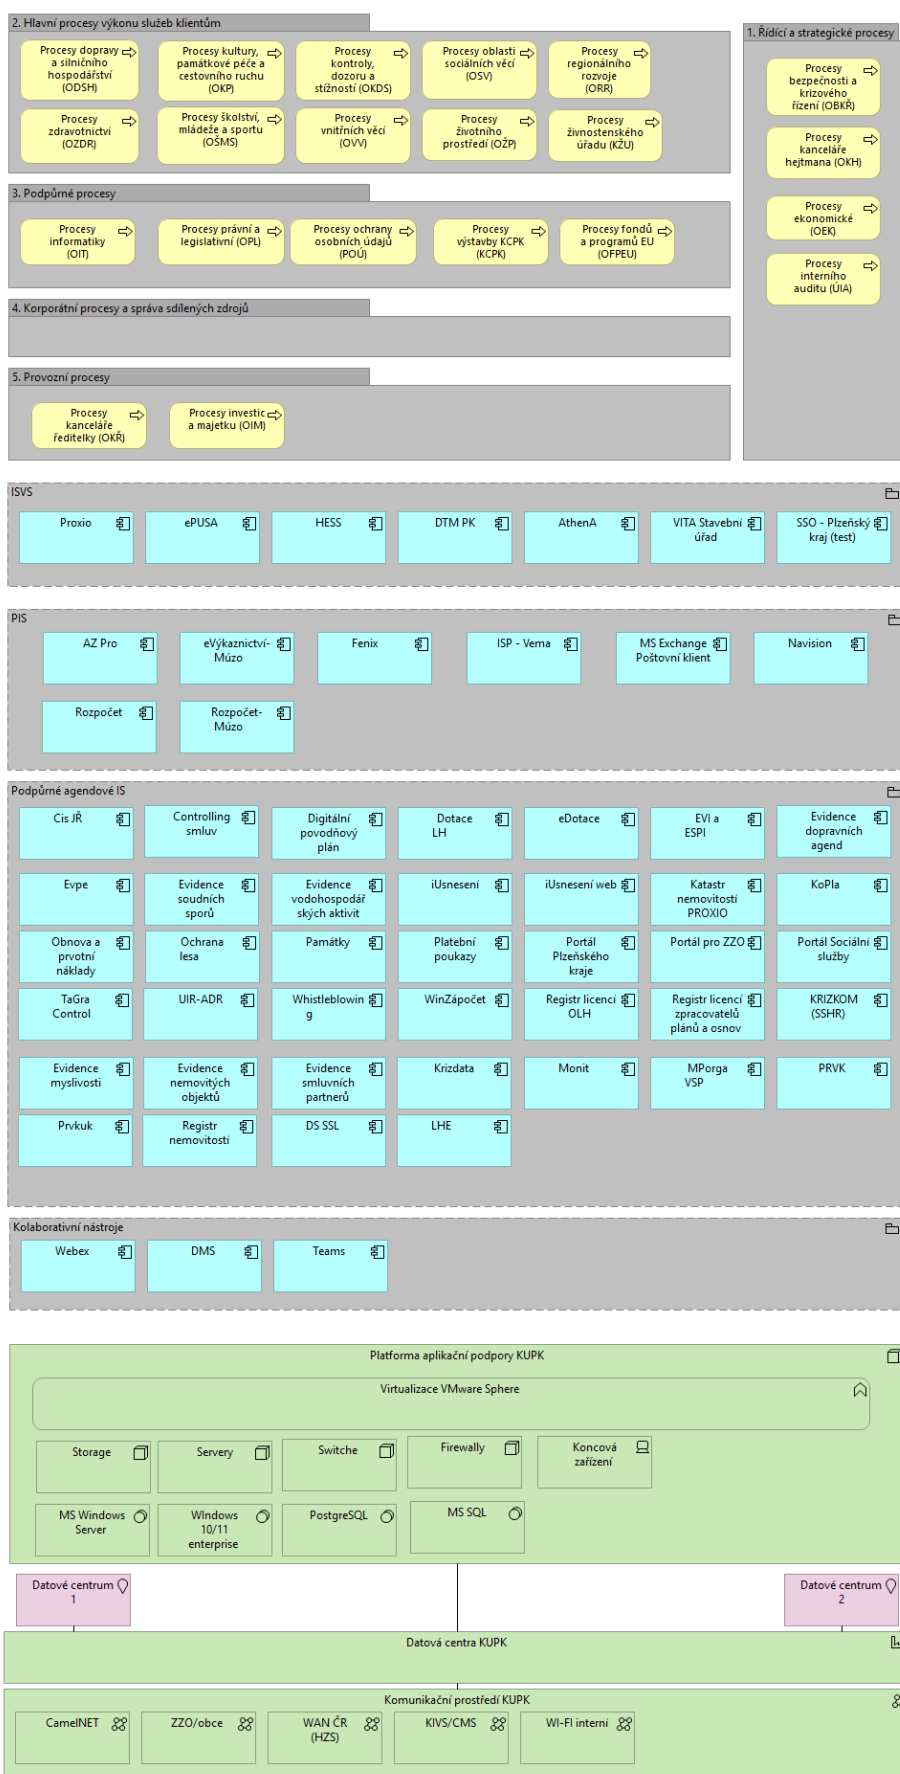 2. Hlavní procesy výkonu služeb klientům
Procesy dopravy
a silničního
hospodářství
(ODSH)
Procesy kultury,
památkové péče a
cestovního ruchu
(OKP)
Procesy
kontroly,
dozoru a
stížností (OKDS)
Procesy oblasti
sociálních věcí
(OSV)
Procesy
regionálního
rozvoje
(ORR)
Procesy
zdravotnictví
(OZDR)
Procesy školství,
mládeže a sportu
(OŠMS)
Procesy
vnitřních věcí
(OVV)
Procesy
životního
prostředí (OŽP)
Procesy
živnostenského
úřadu (KŽU)
1. Řídící a strategické procesy
Procesy
bezpečnosti a
krizového
řízení (OBKŘ)
Procesy
kanceláře
hejtmana (OKH)
Procesy
ekonomické
(OEK)
Procesy
interního
auditu (ÚIA)
3. Podpůrné procesy
Procesy
informatiky
(OIT)
Procesy právní a
legislativní (OPL)
Procesy ochrany
osobních údajů
(POÚ)
Procesy
výstavby KCPK
(KCPK)
Procesy fondů
a programů EU
(OFPEU)
4. Korporátní procesy a správa sdílených zdrojů
5. Provozní procesy
Procesy
kanceláře
ředitelky (OKŘ)
Procesy investic
a majetku (OIM)
ISVS
Proxio
ePUSA
HESS
DTM PK
AthenA
VITA Stavební
úřad
SSO - Plzeňský
kraj (test)
PIS
AZ Pro
eVýkaznictví-
Múzo
Fenix
ISP - Vema
MS Exchange
Poštovní klient
Navision
Rozpočet
Rozpočet-
Múzo
Podpůrné agendové IS
Cis JŘ
Controlling
smluv
Digitální
povodňový
plán
Dotace
LH
eDotace
EVI a
ESPI
Evidence
dopravních
agend
Evpe
Evidence
soudních
sporů
Evidence
vodohospodář
ských aktivit
iUsnesení
iUsnesení web
Katastr
nemovitostí
PROXIO
KoPla
Obnova a
prvotní
náklady
Ochrana
lesa
Památky
Platební
poukazy
Portál
Plzeňského
kraje
Portál pro ZZO
Portál Sociální
služby
TaGra
Control
UIR-ADR
Whistleblowin
g
WinZápočet
Registr licencí
OLH
Registr licencí
zpracovatelů
plánů a osnov
KRIZKOM
(SSHR)
Evidence
myslivosti
Evidence
nemovitých
objektů
Evidence
smluvních
partnerů
Krizdata
Monit
MPorga
VSP
PRVK
Prvkuk
Registr
nemovitostí
DS SSL
LHE
Kolaborativní nástroje
Webex
DMS
Teams
Platforma aplikační podpory KUPK
Virtualizace VMware Sphere
Storage
Servery
Switche
Firewally
Koncová
zařízení
MS Windows
Server
WIndows
10/11
enterprise
PostgreSQL
MS SQL
Datové centrum
1
Datové centrum
2
Datová centra KUPK
Komunikační prostředí KUPK
CamelNET
ZZO/obce
WAN ČR
(HZS)
KIVS/CMS
WI-FI interní